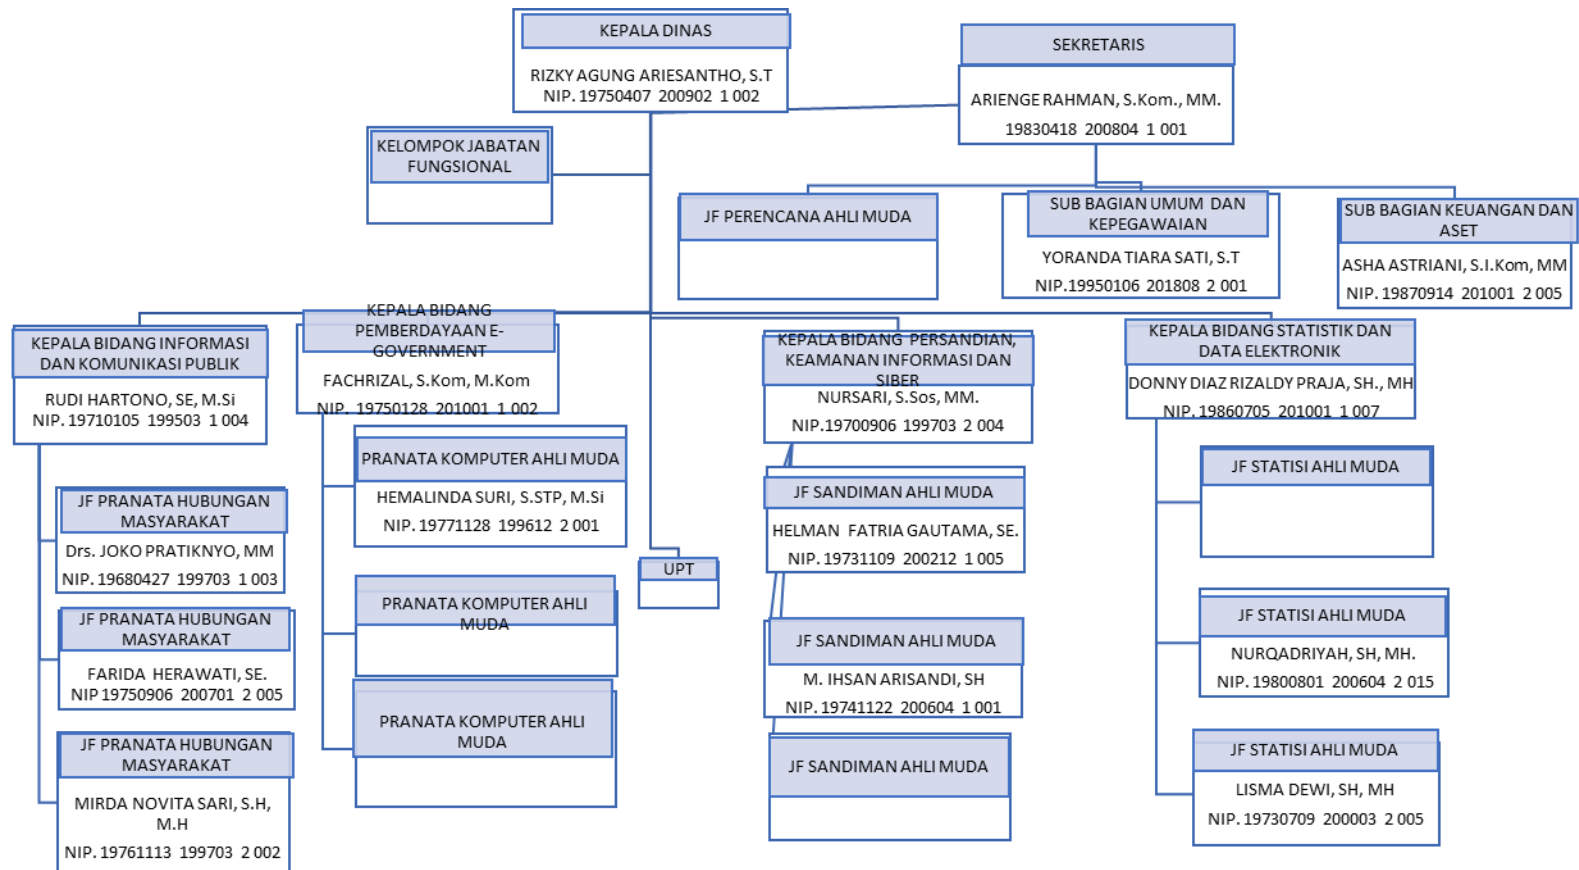 KEPALA DINAS
RIZKY AGUNG ARIESANTHO, S.T
NIP. 19750407 200902 1 002
SEKRETARIS
ARIENGE RAHMAN, S.Kom., MM.
19830418 200804 1 001
KELOMPOK JABATAN
FUNGSIONAL
JF PERENCANA AHLI MUDA
SUB BAGIAN UMUM DAN
KEPEGAWAIAN
YORANDA TIARA SATI, S.T
NIP.19950106 201808 2 001
SUB BAGIAN KEUANGAN DAN
ASET
ASHA ASTRIANI, S.I.Kom, MM
NIP. 19870914 201001 2 005
KEPALA BIDANG INFORMASI
DAN KOMUNIKASI PUBLIK
RUDI HARTONO, SE, M.Si
NIP. 19710105 199503 1 004
JF PRANATA HUBUNGAN
MASYARAKAT
Drs. JOKO PRATIKNYO, MM
NIP. 19680427 199703 1 003
JF PRANATA HUBUNGAN
MASYARAKAT
FARIDA HERAWATI, SE.
NIP 19750906 200701 2 005
JF PRANATA HUBUNGAN
MASYARAKAT
MIRDA NOVITA SARI, S.H,
M.H
NIP. 19761113 199703 2 002
KEPALA BIDANG
PEMBERDAYAAN E-
GOVERNMENT
FACHRIZAL, S.Kom, M.Kom
NIP. 19750128 201001 1 002
PRANATA KOMPUTER AHLI MUDA
HEMALINDA SURI, S.STP, M.Si
NIP. 19771128 199612 2 001
PRANATA KOMPUTER AHLI
MUDA
PRANATA KOMPUTER AHLI
MUDA
UPT
KEPALA BIDANG PERSANDIAN,
KEAMANAN INFORMASI DAN
SIBER
NURSARI, S.Sos, MM.
NIP.19700906 199703 2 004
JF SANDIMAN AHLI MUDA
HELMAN FATRIA GAUTAMA, SE.
NIP. 19731109 200212 1 005
JF SANDIMAN AHLI MUDA
M. IHSAN ARISANDI, SH
NIP. 19741122 200604 1 001
JF SANDIMAN AHLI MUDA
KEPALA BIDANG STATISTIK DAN
DATA ELEKTRONIK
DONNY DIAZ RIZALDY PRAJA, SH., MH
NIP. 19860705 201001 1 007
JF STATISI AHLI MUDA
JF STATISI AHLI MUDA
NURQADRIYAH, SH, MH.
NIP. 19800801 200604 2 015
JF STATISI AHLI MUDA
LISMA DEWI, SH, MH
NIP. 19730709 200003 2 005